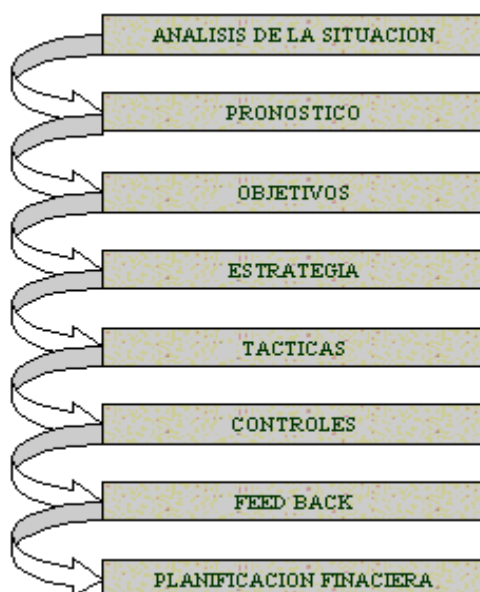 ANALISIS DE LA SITUACION
PRONOSTICO
OBJETIVOS
ESTRATEGIA
TACTICAS
CONTROLES
FEED BACK
PLANIFICACION FINACIERA